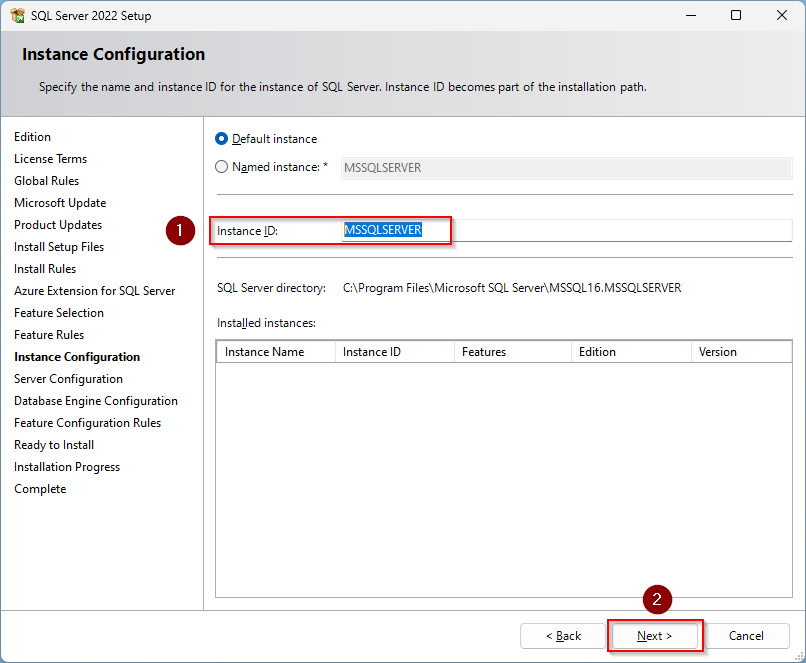 SQL Server 2022 Setup
Instance Configuration
Specify the name and instance ID for the instance of SQL Server. Instance ID becomes part of the installation path.
Edition
License Terms
Global Rules
Microsoft Update
Product Updates
Install Setup Files
Install Rules
Azure Extension for SQL Server
Feature Selection
Feature Rules
Instance Configuration
Server Configuration
Database Engine Configuration
Feature Configuration Rules
Ready to Install
Installation Progress
Complete
Default instance
Named instance: * MSSQLSERVER
1 Instance ID: MSSQLSERVER
SQL Server directory: C:\Program Files\Microsoft SQL Server\MSSQL16.MSSQLSERVER
Installed instances:
Instance Name Instance ID Features Edition Version
2
< Back Next > Cancel